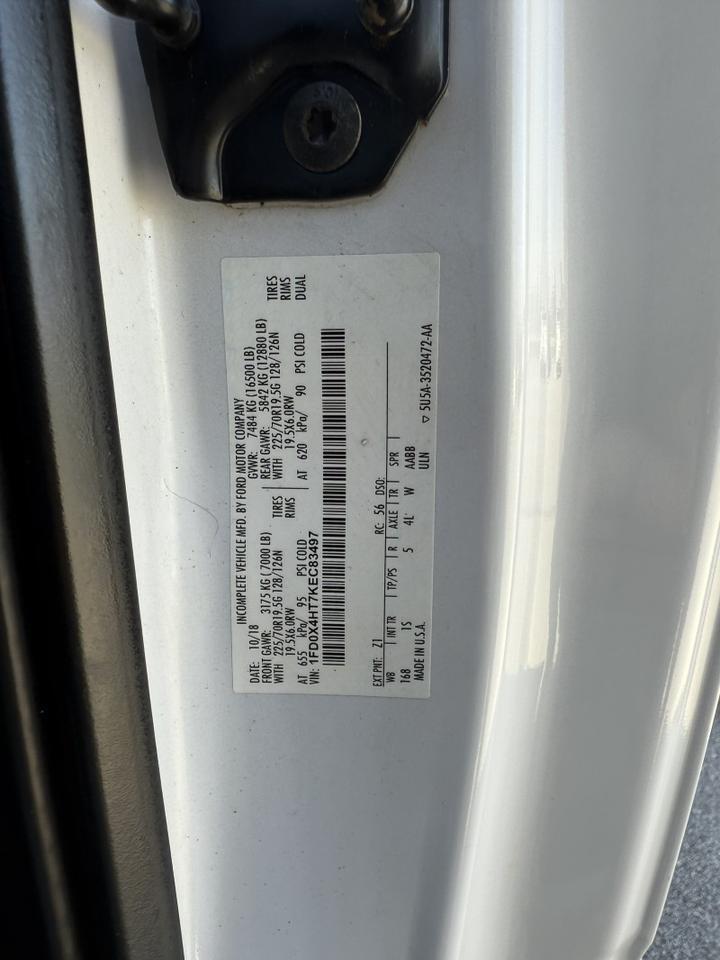 INCOMPLETE VEHICLE MFD. BY FORD MOTOR COMPANY
DATE: 10/18 GVWR: 7484 KG (16500 LB)
FRONT GAWR: 3175 KG (7000 LB) REAR GAWR: 5842 KG (12880 LB)
WITH 225/70R19.5G 128/126N TIRES WITH 225/70R19.5G 128/126N TIRES
19.5X6.0RW RIMS 19.5X6.0RW RIMS
AT 655 kPa/ 95 PSI COLD AT 620 kPa/ 90 PSI COLD DUAL
VIN: 1FD0X4HT7KEC83497
EXT PNT: Z1 RC: 56 DSO:
WB INT TR TP/PS R AXLE TR SPR
168 1S 5 4L W AABB
MADE IN U.S.A. ULN
▽ 5U5A-3520472-AA